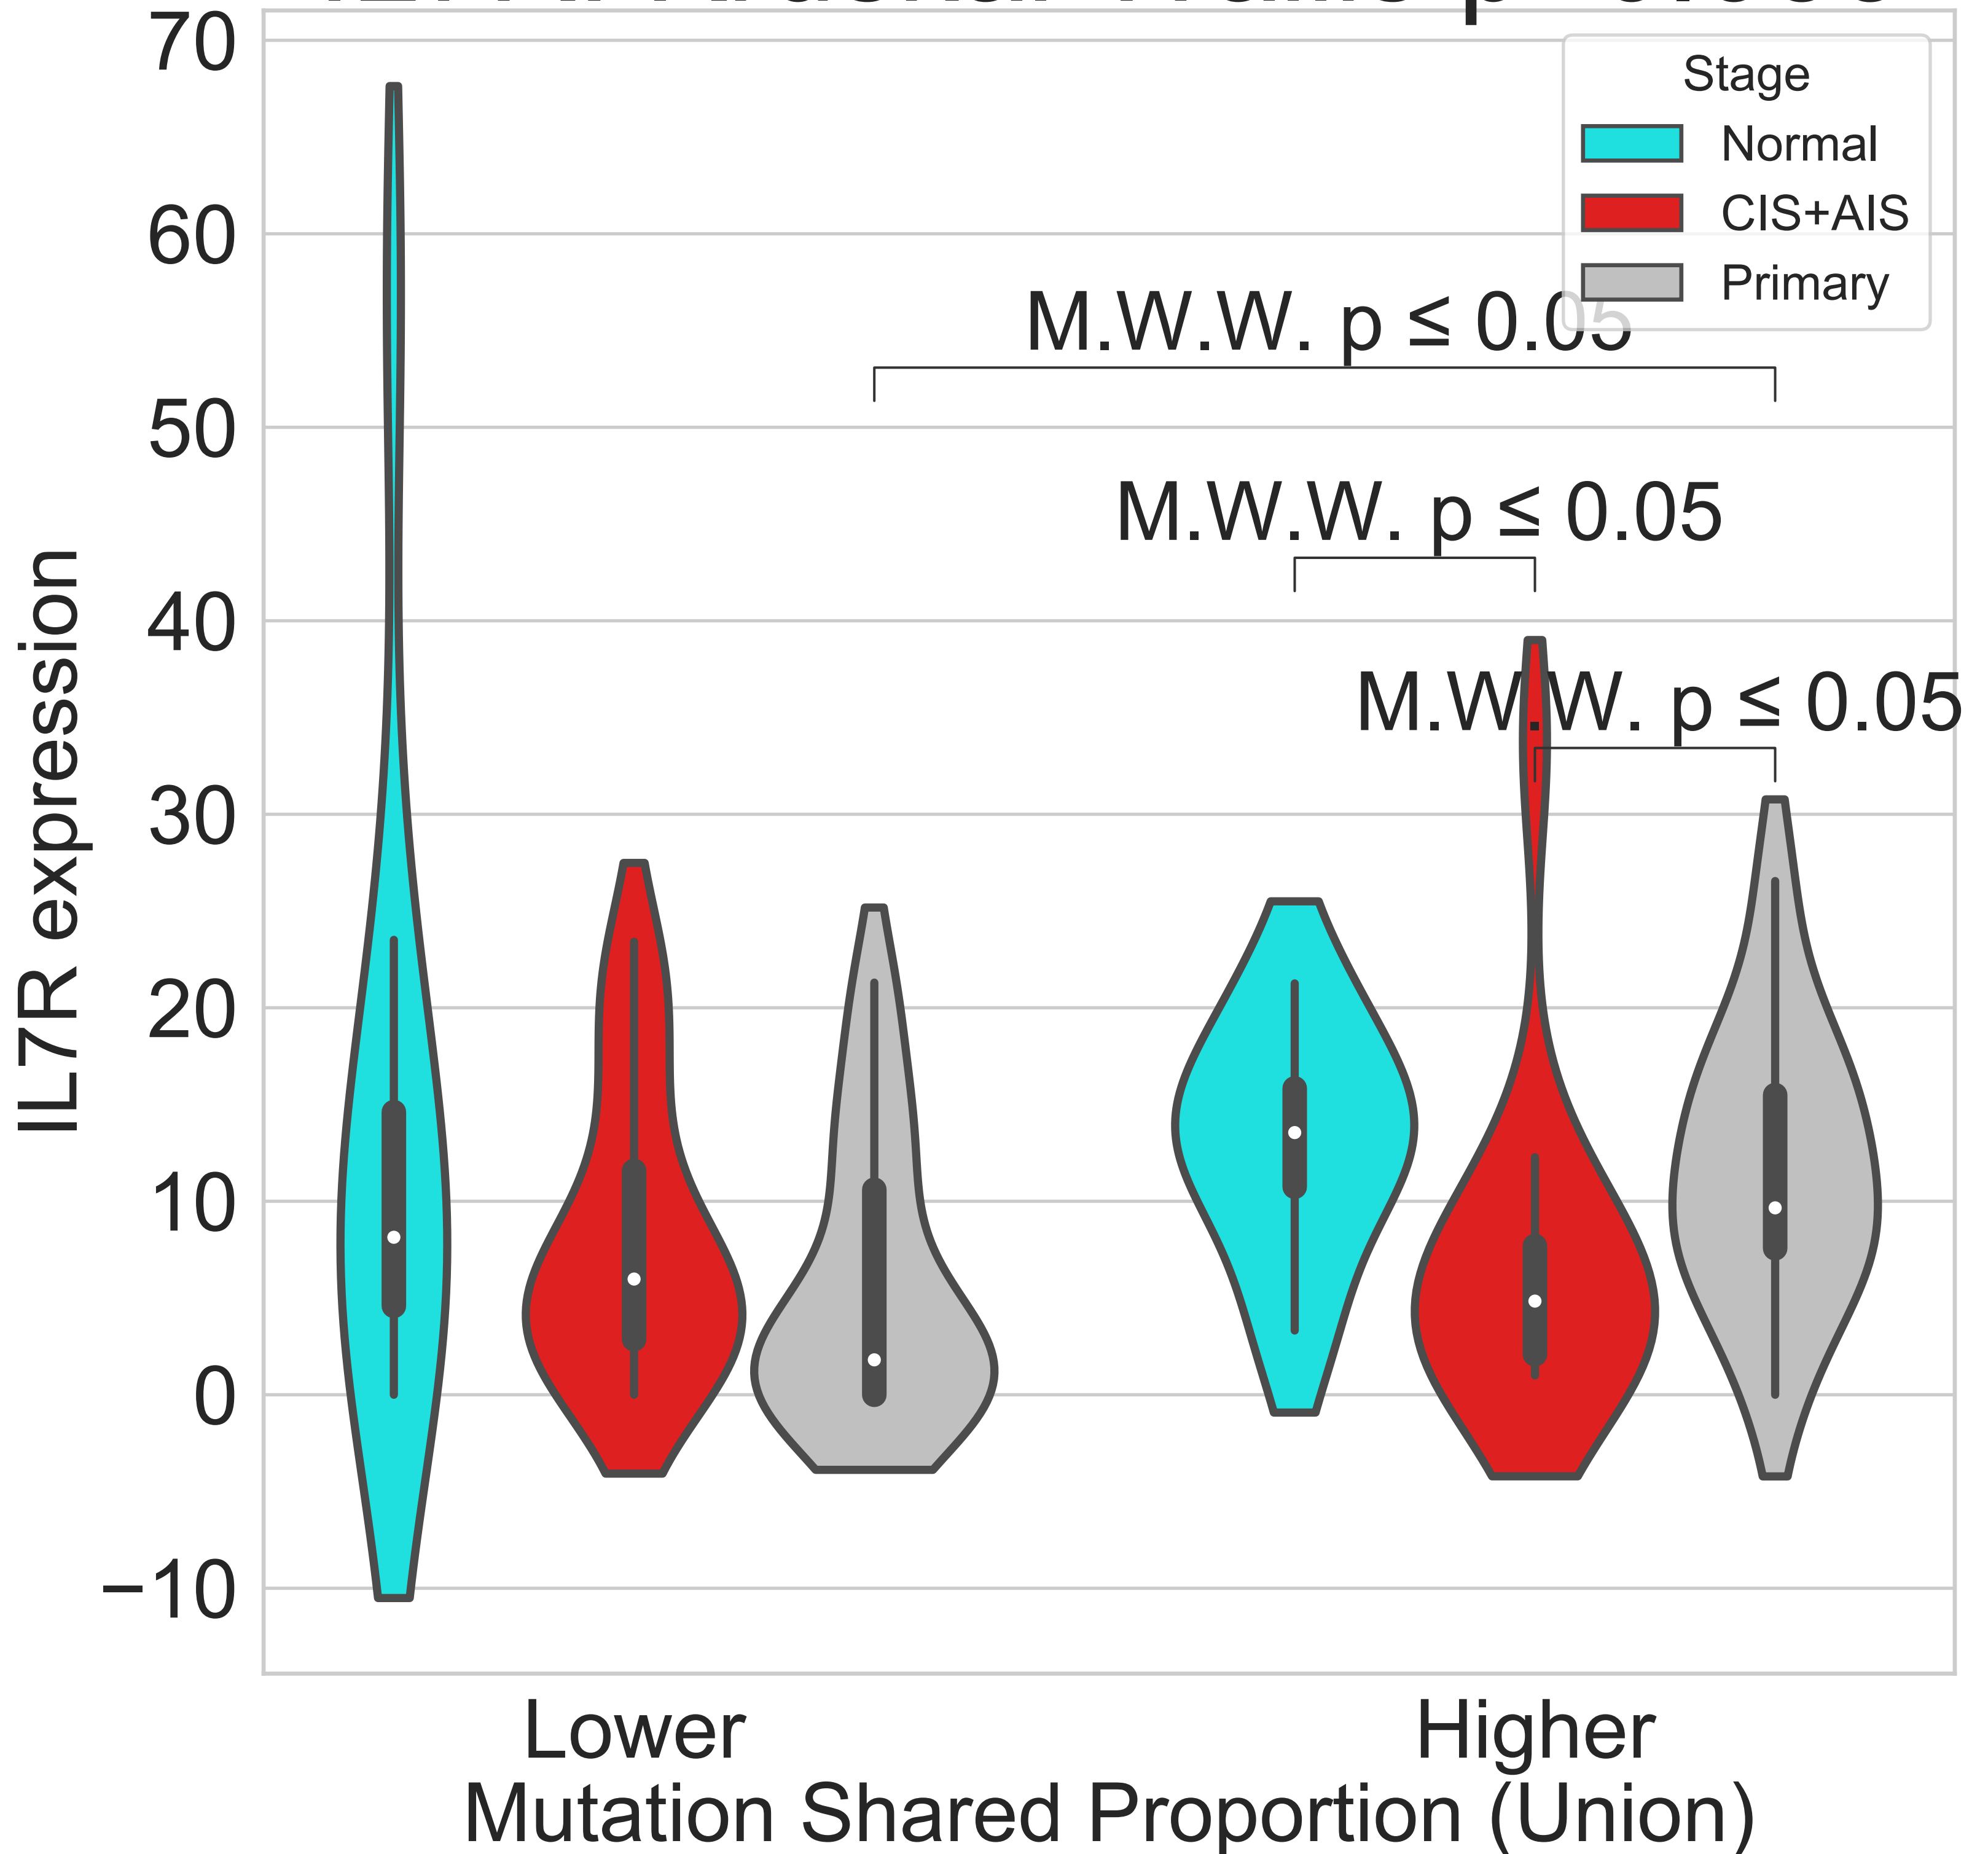 70
60
50
40
30
20
10
0
−10
IL7R expression
Stage
Normal
CIS+AIS
Primary
M.W.W. p ≤ 0.05
M.W.W. p ≤ 0.05
M.W.W. p ≤ 0.05
Lower
Higher
Mutation Shared Proportion (Union)